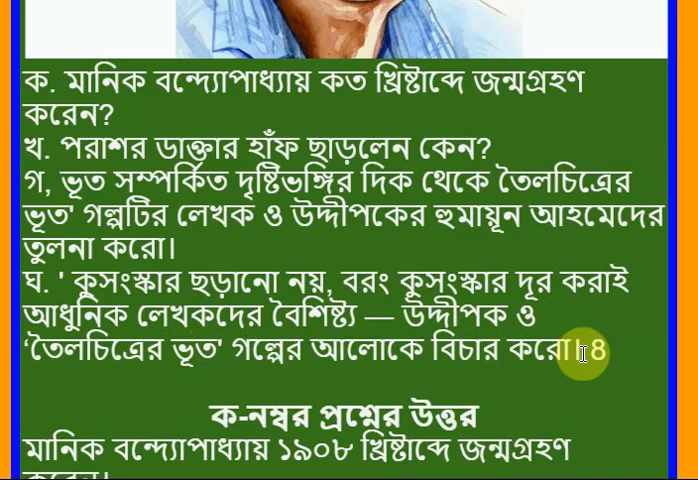 ক. মানিক বন্দ্যোপাধ্যায় কত খ্রিষ্টাব্দে জন্মগ্রহণ
করেন?
খ. পরাশর ডাক্তার হাঁফ ছাড়লেন কেন?
গ, ভূত সম্পর্কিত দৃষ্টিভঙ্গির দিক থেকে তৈলচিত্রের
ভূত' গল্পটির লেখক ও উদ্দীপকের হুমায়ূন আহমেদের
তুলনা করো।
ঘ. ' কুসংস্কার ছড়ানো নয়, বরং কুসংস্কার দূর করাই
আধুনিক লেখকদের বৈশিষ্ট্য — উদ্দীপক ও
‘তৈলচিত্রের ভূত' গল্পের আলোকে বিচার করো। ৪
ক-নম্বর প্রশ্নের উত্তর
মানিক বন্দ্যোপাধ্যায় ১৯০৮ খ্রিষ্টাব্দে জন্মগ্রহণ
করেন।